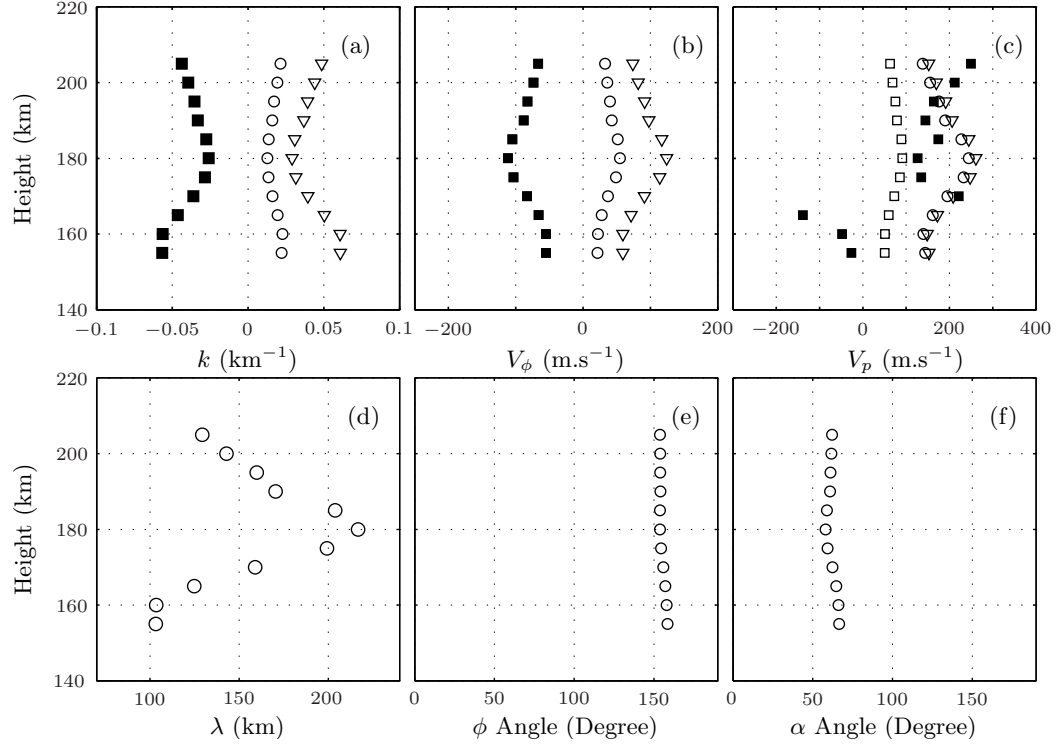 220
200
180
160
140
Height (km)
(a)
−0.1
−0.05
0
0.05
0.1
k (km−1)
(b)
−200
0
200
Vϕ (m.s−1)
(c)
−200
0
200
400
Vp (m.s−1)
220
200
180
160
140
Height (km)
(d)
100
150
200
λ (km)
(e)
0
50
100
150
ϕ Angle (Degree)
(f)
0
50
100
150
α Angle (Degree)